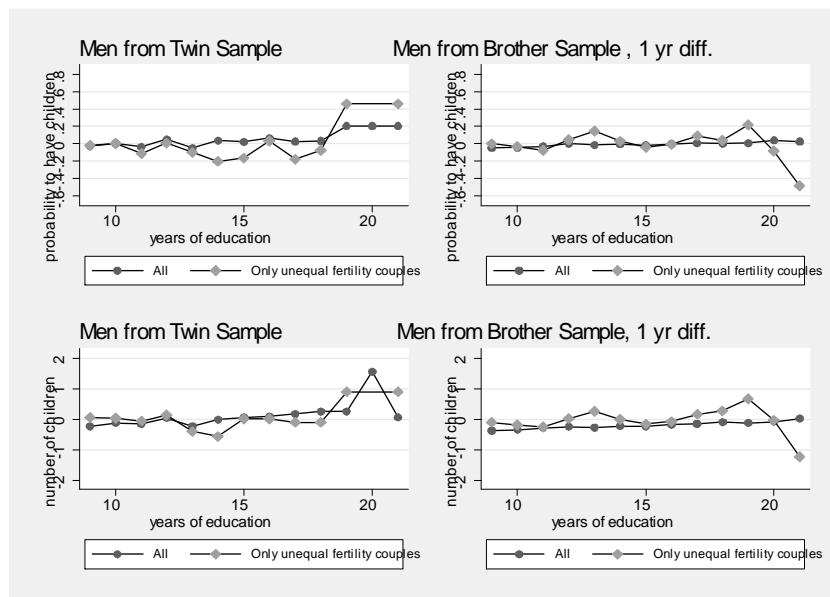 Men from Twin Sample
probability to have children
-.6-.4-.2 0 .2 .4 .6 .8
10 15 20
years of education
All Only unequal fertility couples
Men from Brother Sample , 1 yr diff.
probability to have children
-.6-.4-.2 0 .2 .4 .6 .8
10 15 20
years of education
All Only unequal fertility couples
Men from Twin Sample
number of children
-2 -1 0 1 2
10 15 20
years of education
All Only unequal fertility couples
Men from Brother Sample, 1 yr diff.
number of children
-2 -1 0 1 2
10 15 20
years of education
All Only unequal fertility couples